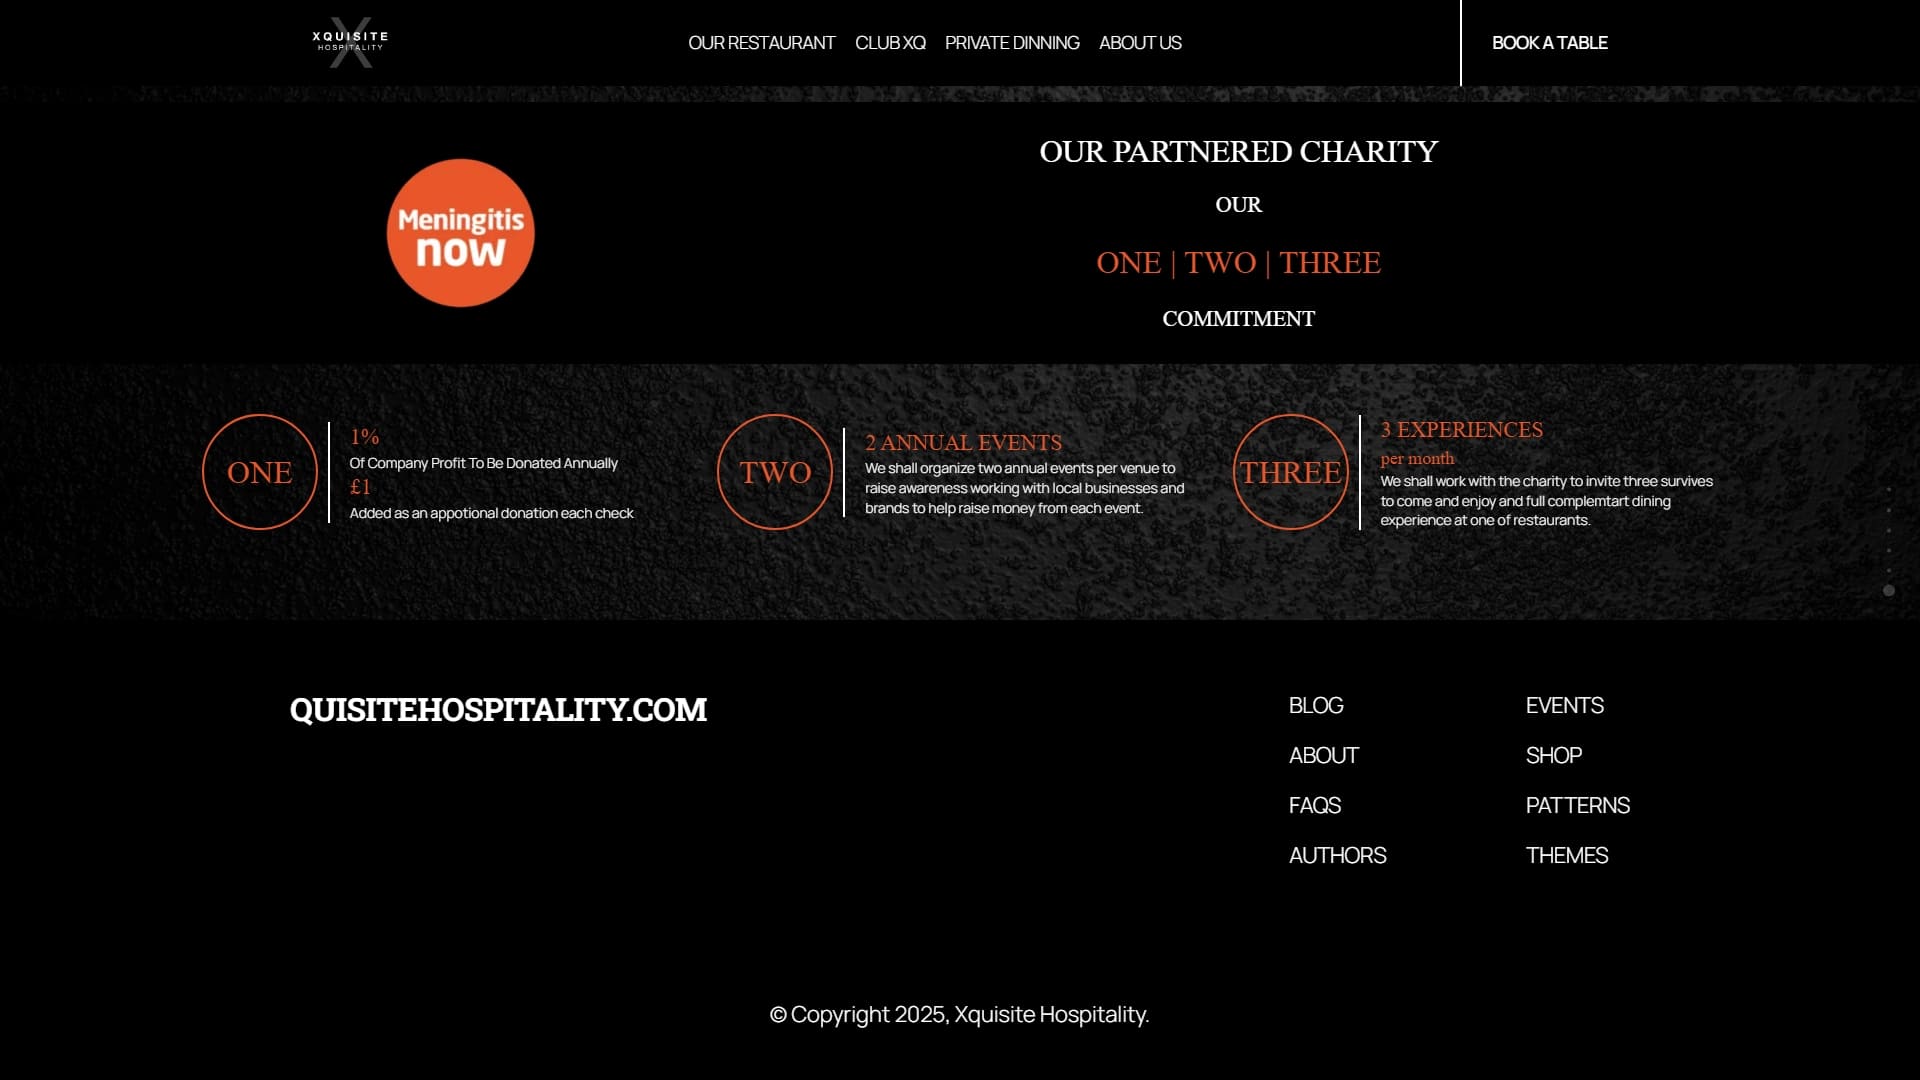 XQUISITE
HOSPITALITY
OUR RESTAURANT CLUB XQ PRIVATE DINNING ABOUT US
BOOK A TABLE
Meningitis
now
OUR PARTNERED CHARITY
OUR
ONE | TWO | THREE
COMMITMENT
ONE
1%
Of Company Profit To Be Donated Annually
£1
Added as an appotional donation each check
TWO
2 ANNUAL EVENTS
We shall organize two annual events per venue to
raise awareness working with local businesses and
brands to help raise money from each event.
THREE
3 EXPERIENCES
per month
We shall work with the charity to invite three survives
to come and enjoy and full complemtart dining
experience at one of restaurants.
QUISITEHOSPITALITY.COM
BLOG
ABOUT
FAQS
AUTHORS
EVENTS
SHOP
PATTERNS
THEMES
© Copyright 2025, Xquisite Hospitality.